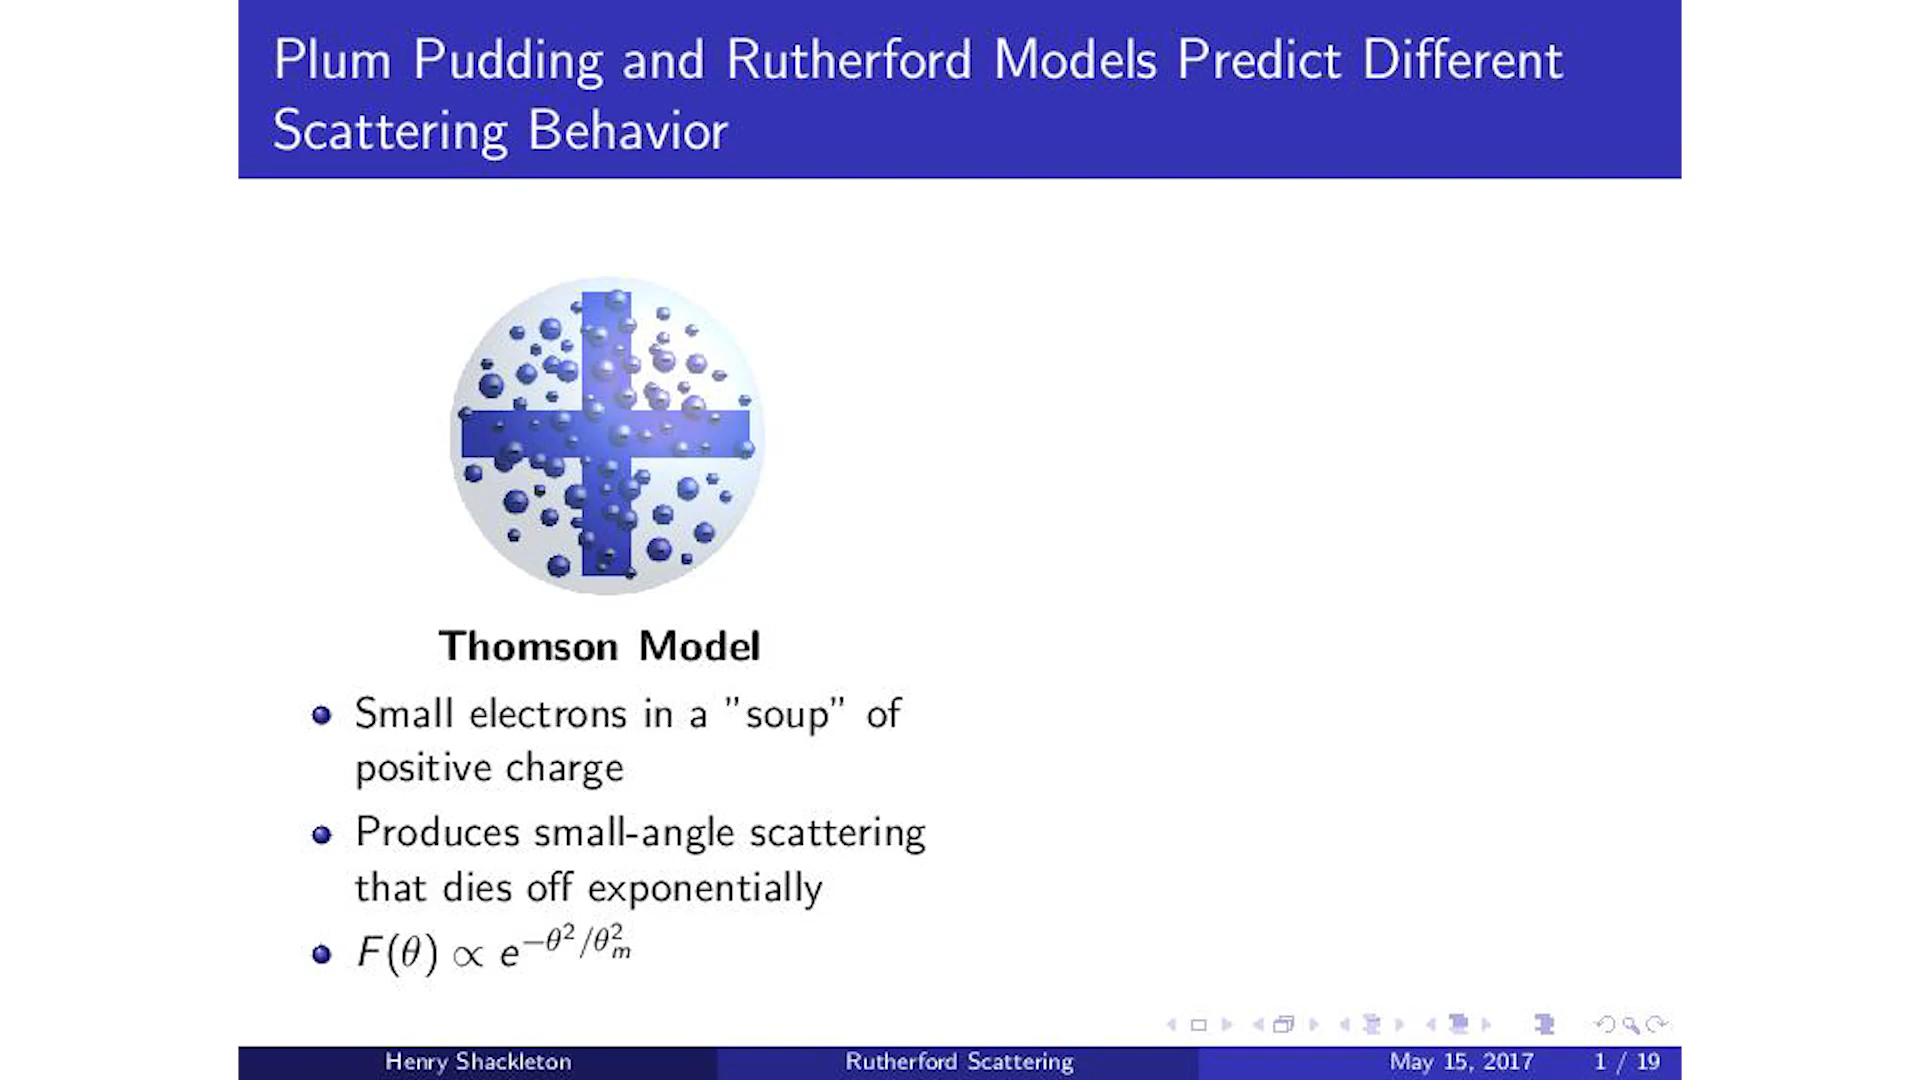 Plum Pudding and Rutherford Models Predict Different
Scattering Behavior
Thomson Model
Small electrons in a ”soup” of
positive charge
Produces small-angle scattering
that dies off exponentially
F(θ) ∝ e^{−θ²/θ²_m}
Henry Shackleton Rutherford Scattering May 15, 2017 1 / 19